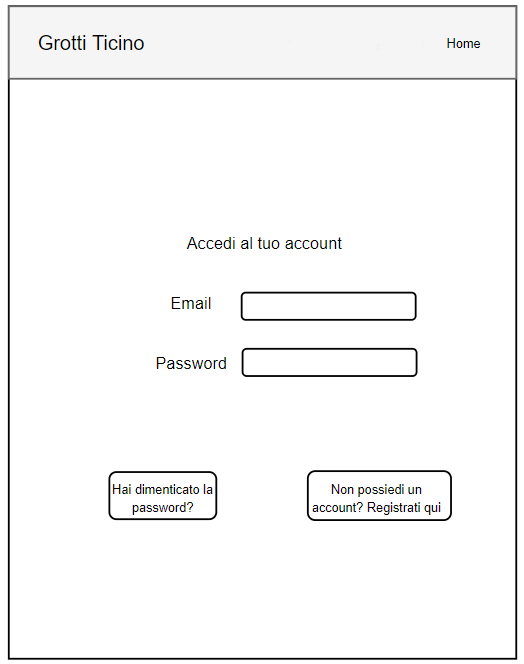 Grotti Ticino
Home
Accedi al tuo account
Email
Password
Hai dimenticato la
password?
Non possiedi un
account? Registrati qui